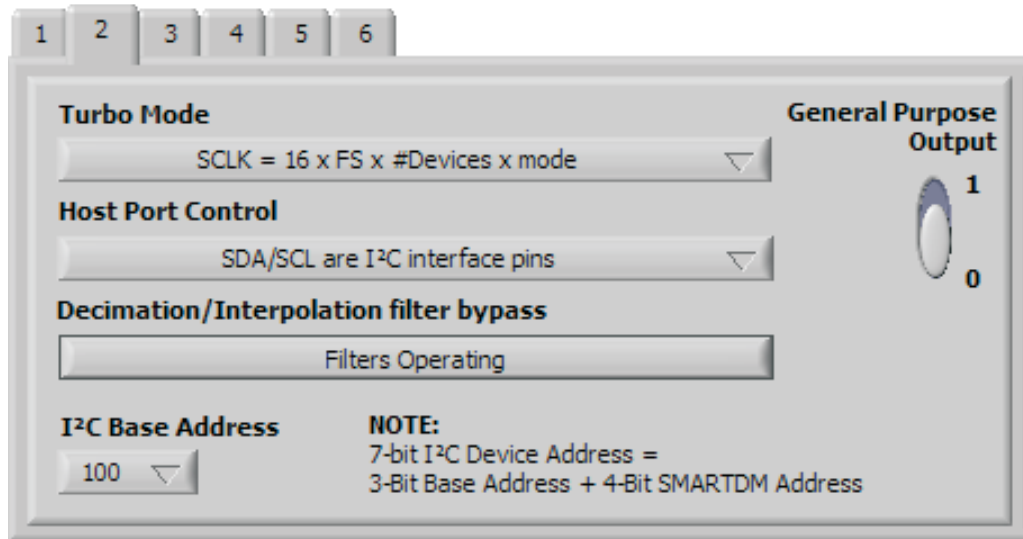 1 2 3 4 5 6
Turbo Mode
SCLK = 16 x FS x #Devices x mode
Host Port Control
SDA/SCL are I²C interface pins
Decimation/Interpolation filter bypass
Filters Operating
I²C Base Address
100
NOTE:
7-bit I²C Device Address =
3-Bit Base Address + 4-Bit SMARTDM Address
General Purpose
Output
1
0